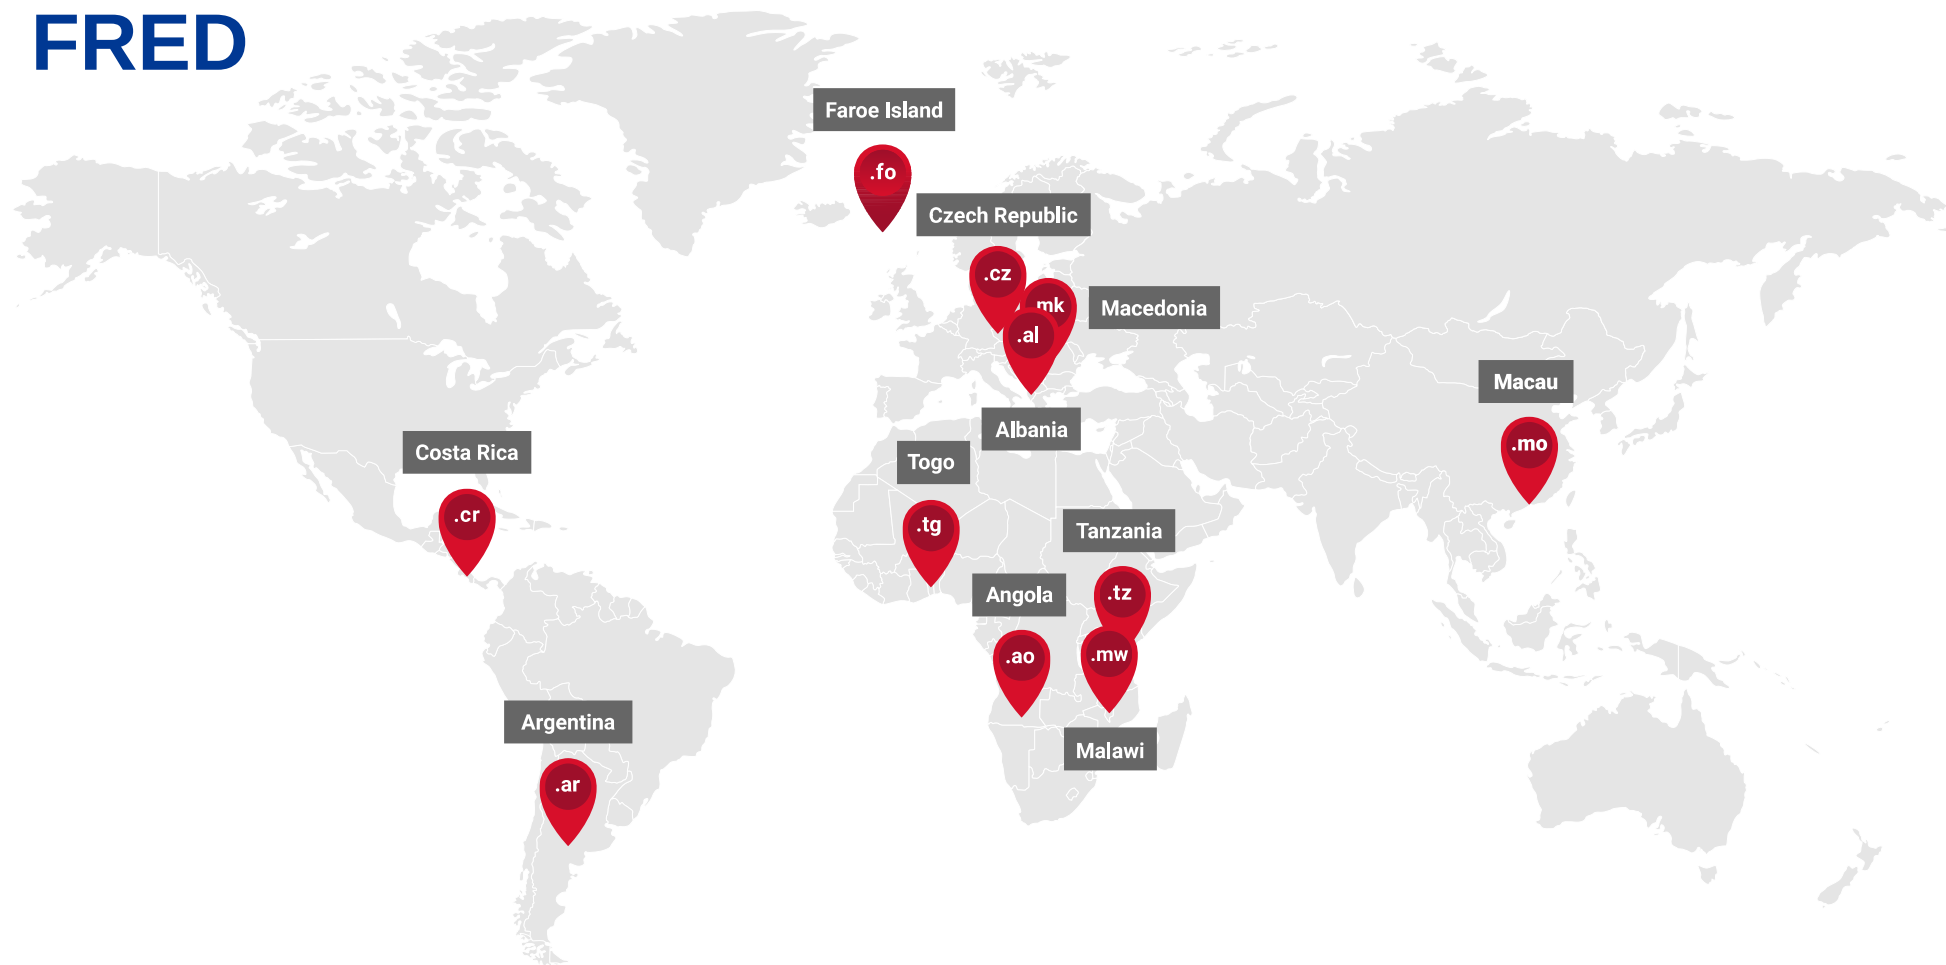 FRED
Faroe Island
.fo
Czech Republic
.cz
Macedonia
mk
.al
Albania
Macau
.mo
Costa Rica
.cr
Togo
.tg
Tanzania
.tz
Angola
.ao
.mw
Malawi
Argentina
.ar